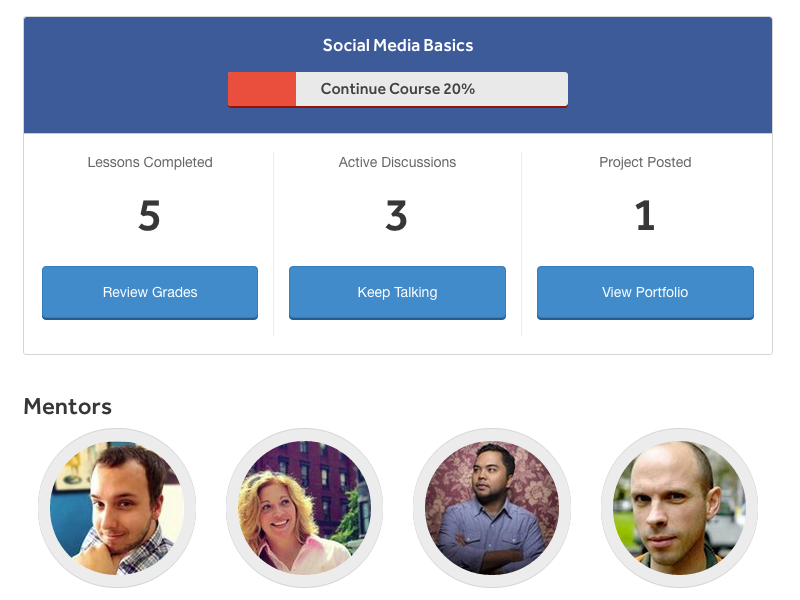 Social Media Basics
Continue Course 20%
Lessons Completed
Active Discussions
Project Posted
5
3
1
Review Grades
Keep Talking
View Portfolio
Mentors